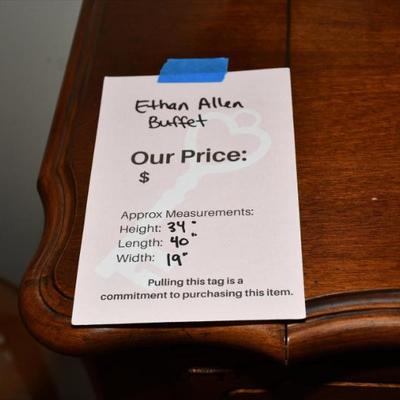 Ethan Allen
Buffet
Our Price:
$
Approx Measurements:
Height: 34"
Length: 40"
Width: 19"
Pulling this tag is a
commitment to purchasing this item.